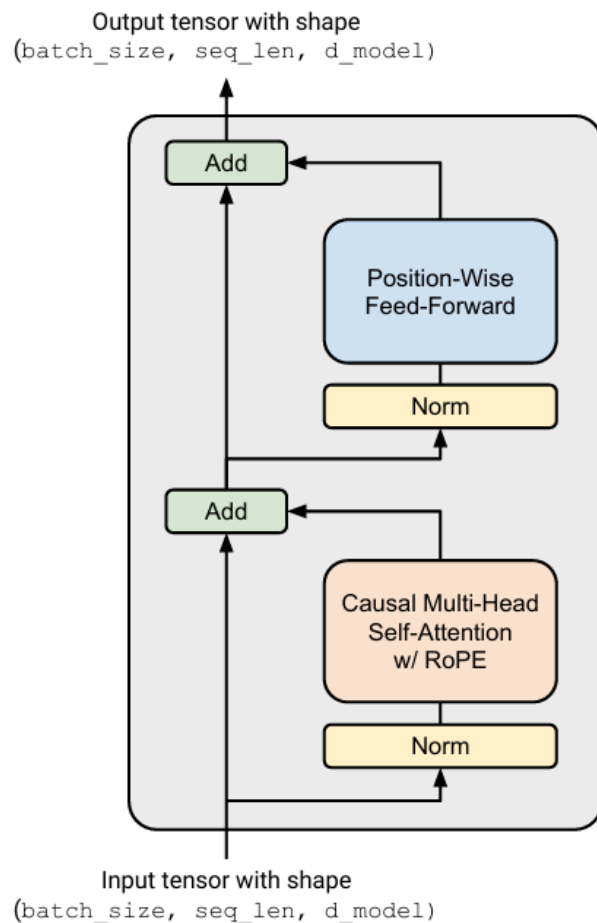 Output tensor with shape
(batch_size, seq_len, d_model)
Add
Position-Wise
Feed-Forward
Norm
Add
Causal Multi-Head
Self-Attention
w/ RoPE
Norm
Input tensor with shape
(batch_size, seq_len, d_model)